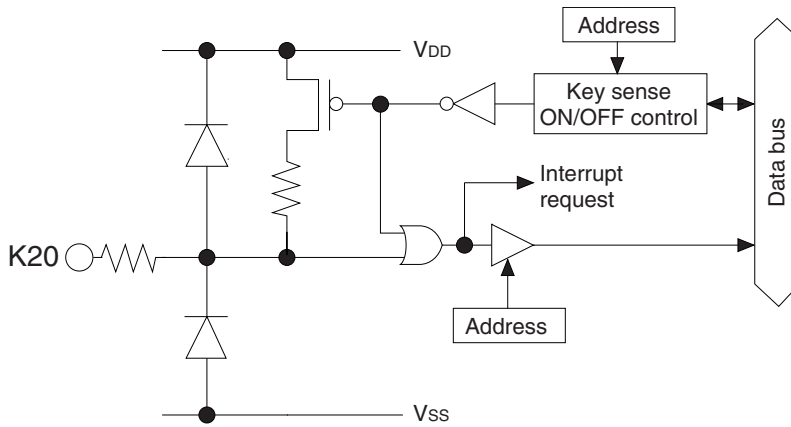 Address
VDD
Key sense
ON/OFF control
Data bus
Interrupt
request
K20
Address
VSS